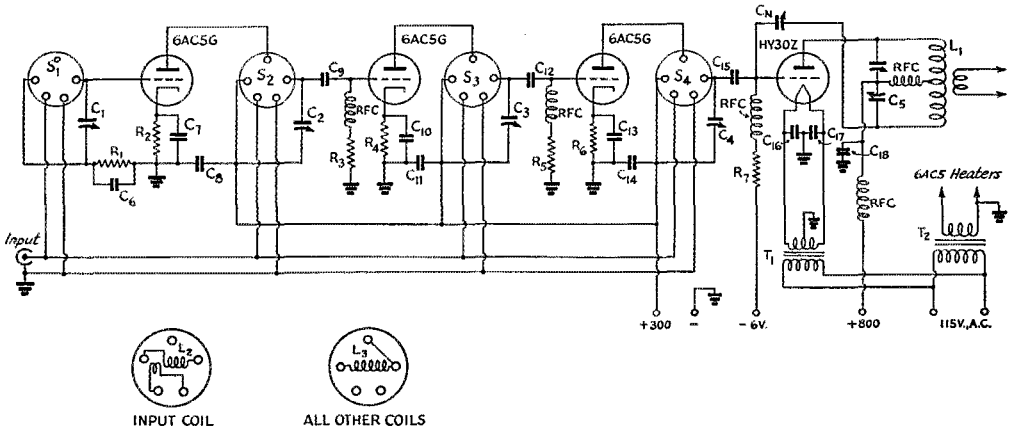 6AC5G
6AC5G
6AC5G
CN
HY30Z
L1
S1
S2
C9
S3
C12
S4
C15
RFC
C1
R2
C7
C2
RFC
C10
C3
RFC
C13
C4
RFC
C5
R1
C8
R3
R4
C11
R5
R6
C14
R7
C16
C17
C18
C6
RFC
6AC5 Heaters
Input
T1
T2
+300
–
–6V.
+800
115V., A.C.
L2
L3
INPUT COIL
ALL OTHER COILS